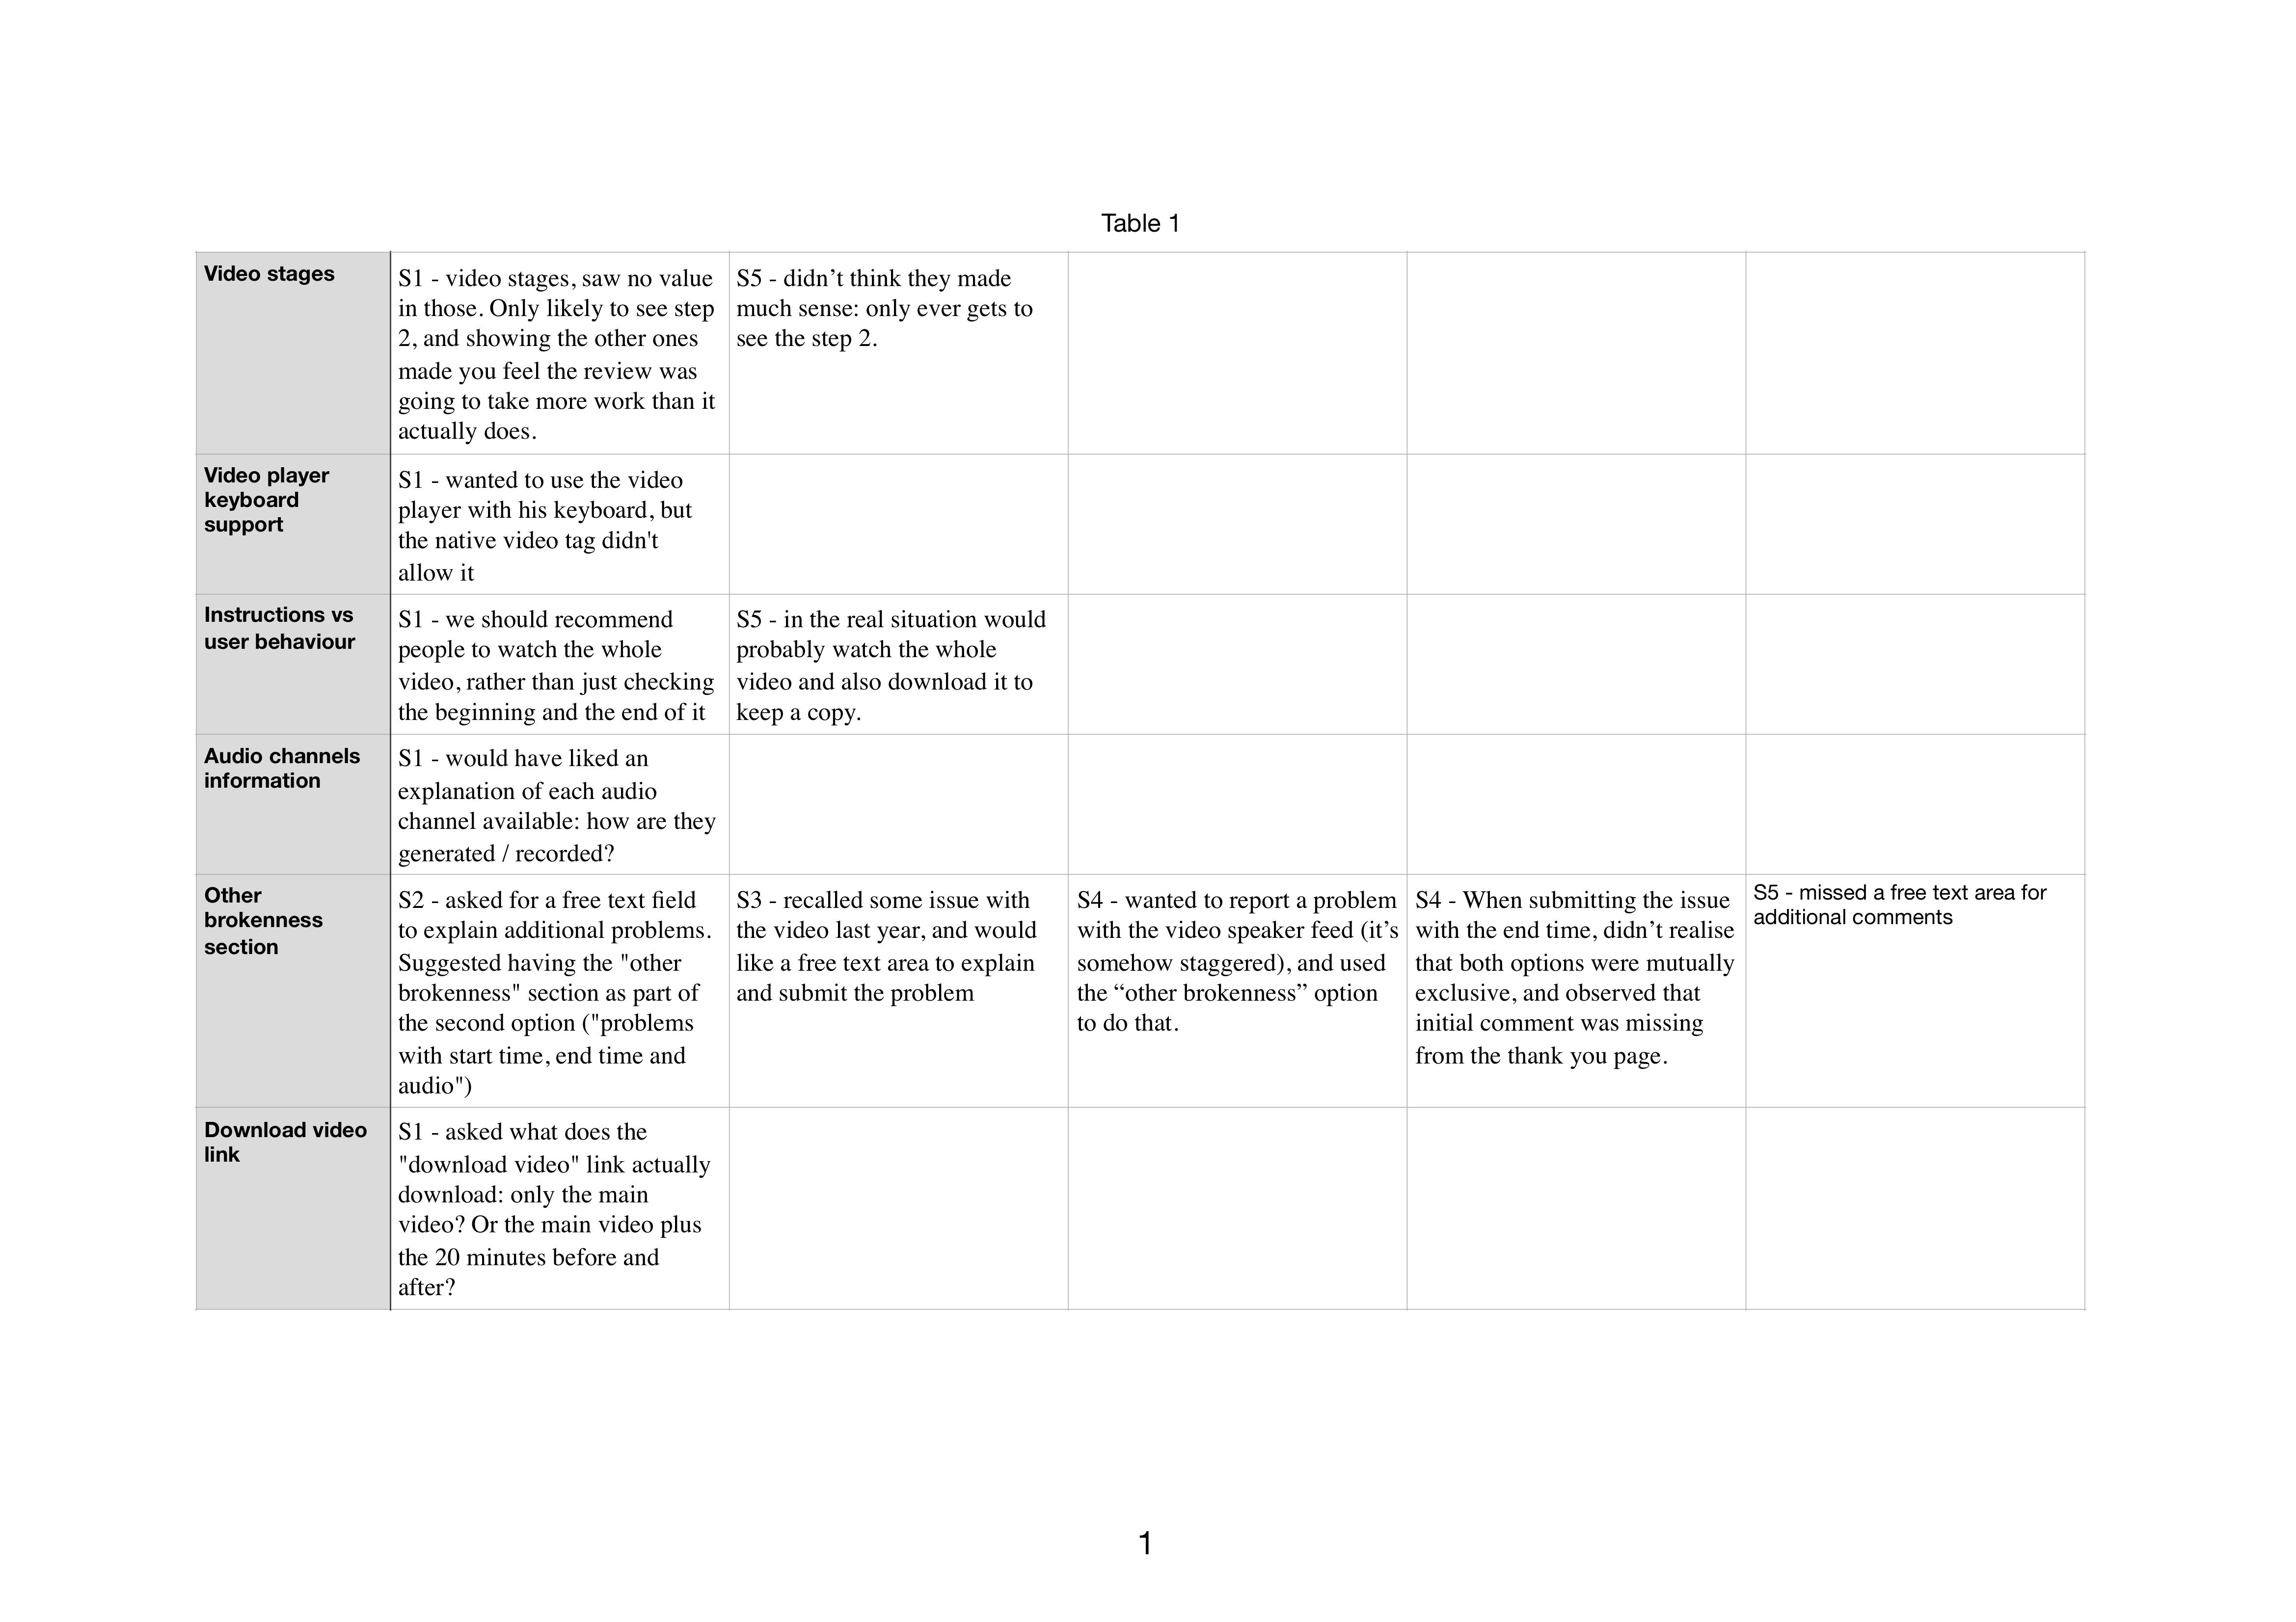 Table 1
Video stages
S1 - video stages, saw no value
in those. Only likely to see step
2, and showing the other ones
made you feel the review was
going to take more work than it
actually does.
S5 - didn’t think they made
much sense: only ever gets to
see the step 2.
Video player
keyboard
support
S1 - wanted to use the video
player with his keyboard, but
the native video tag didn't
allow it
Instructions vs
user behaviour
S1 - we should recommend
people to watch the whole
video, rather than just checking
the beginning and the end of it
S5 - in the real situation would
probably watch the whole
video and also download it to
keep a copy.
Audio channels
information
S1 - would have liked an
explanation of each audio
channel available: how are they
generated / recorded?
Other
brokenness
section
S2 - asked for a free text field
to explain additional problems.
Suggested having the "other
brokenness" section as part of
the second option ("problems
with start time, end time and
audio")
S3 - recalled some issue with
the video last year, and would
like a free text area to explain
and submit the problem
S4 - wanted to report a problem
with the video speaker feed (it’s
somehow staggered), and used
the “other brokenness” option
to do that.
S4 - When submitting the issue
with the end time, didn’t realise
that both options were mutually
exclusive, and observed that
initial comment was missing
from the thank you page.
S5 - missed a free text area for
additional comments
Download video
link
S1 - asked what does the
"download video" link actually
download: only the main
video? Or the main video plus
the 20 minutes before and
after?
1